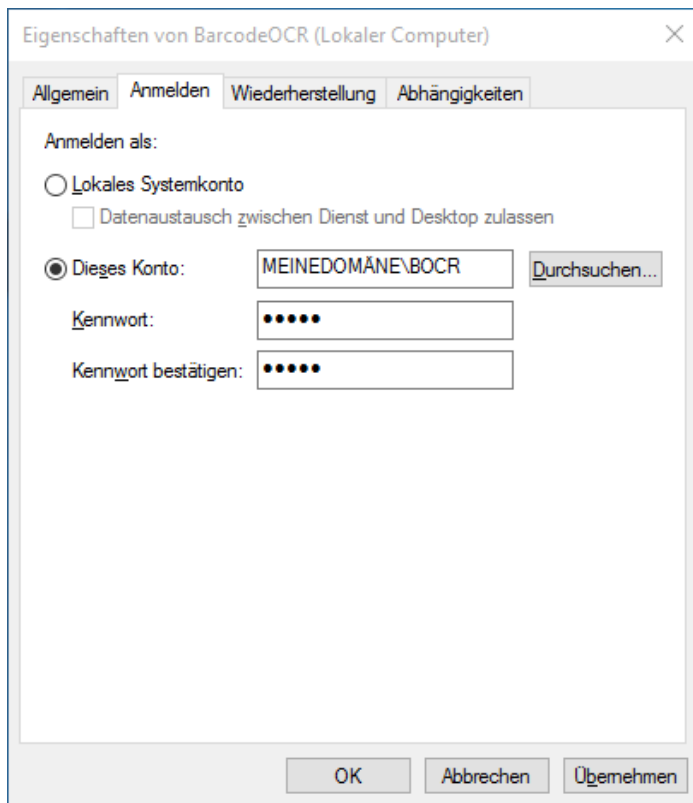 Eigenschaften von BarcodeOCR (Lokaler Computer)
Allgemein Anmelden Wiederherstellung Abhängigkeiten
Anmelden als:
Lokales Systemkonto
Datenaustausch zwischen Dienst und Desktop zulassen
Dieses Konto: MEINEDOMÄNE\BOCR Durchsuchen...
Kennwort: •••••
Kennwort bestätigen: •••••
OK Abbrechen Übernehmen